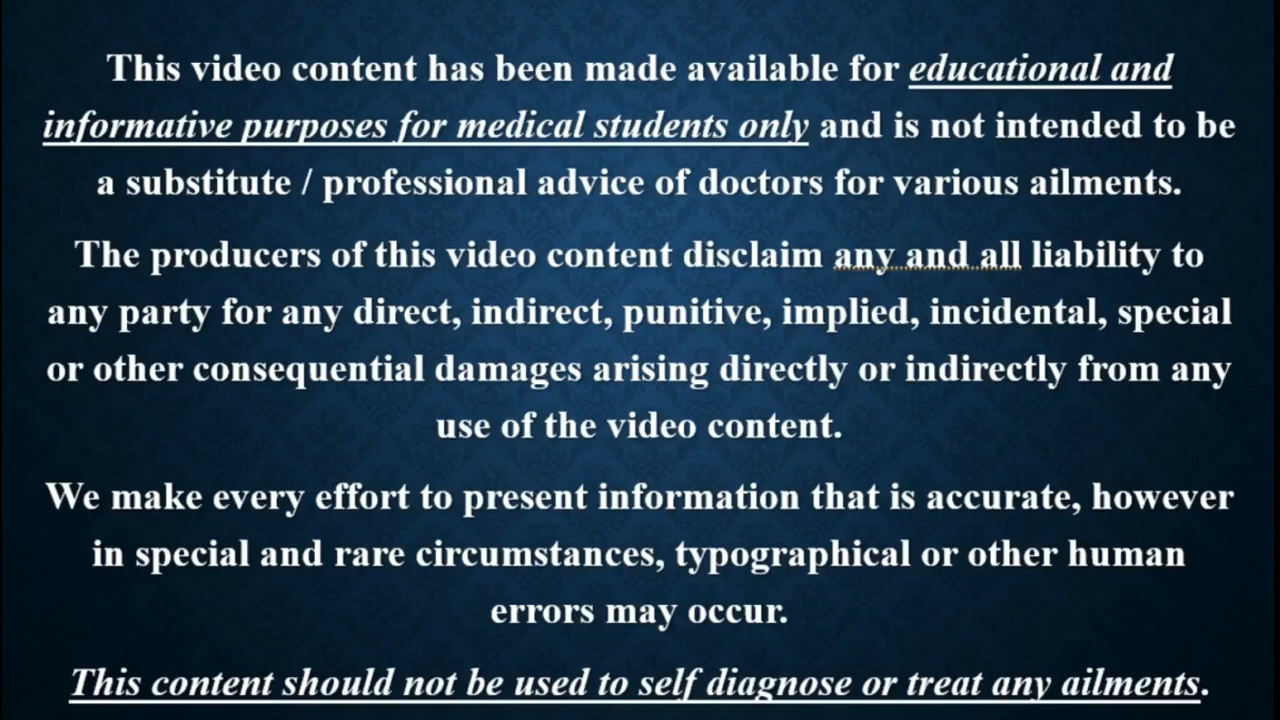 This video content has been made available for educational and
informative purposes for medical students only and is not intended to be
a substitute / professional advice of doctors for various ailments.
The producers of this video content disclaim any and all liability to
any party for any direct, indirect, punitive, implied, incidental, special
or other consequential damages arising directly or indirectly from any
use of the video content.
We make every effort to present information that is accurate, however
in special and rare circumstances, typographical or other human
errors may occur.
This content should not be used to self diagnose or treat any ailments.